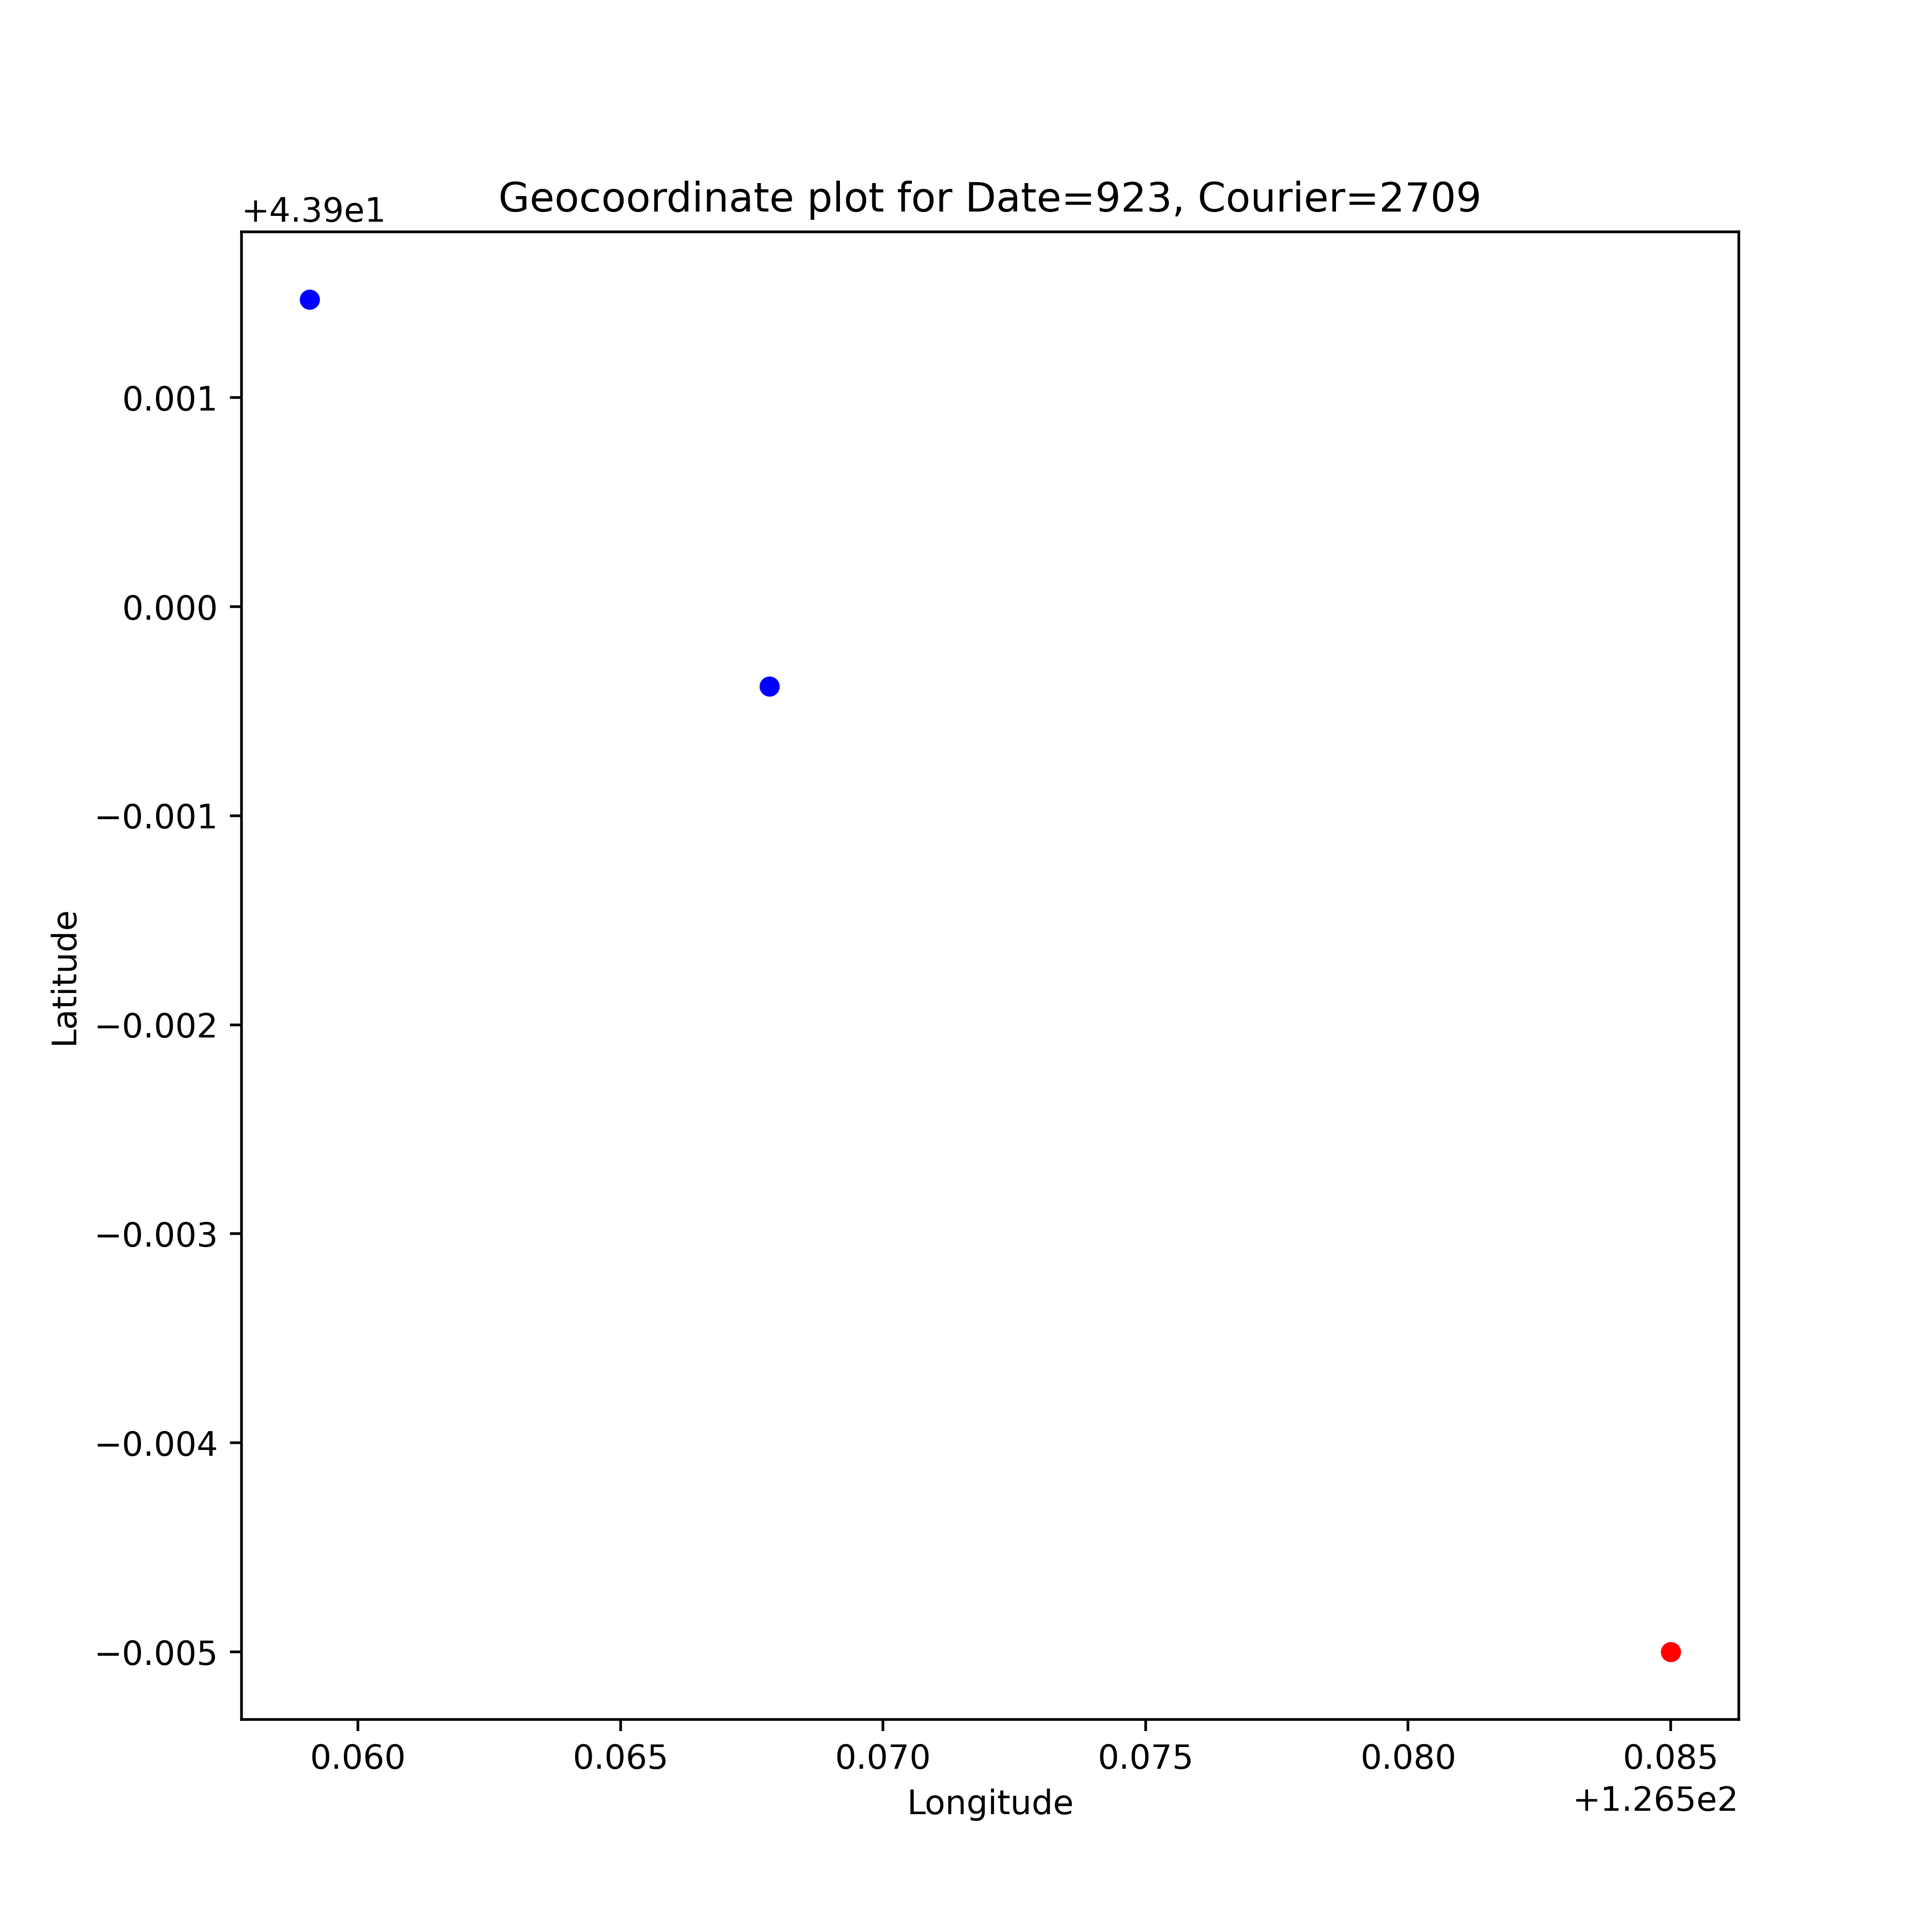 Geocoordinate plot for Date=923, Courier=2709
+4.39e1
0.001
0.000
−0.001
−0.002
−0.003
−0.004
−0.005
Latitude
0.060 0.065 0.070 0.075 0.080 0.085
+1.265e2
Longitude